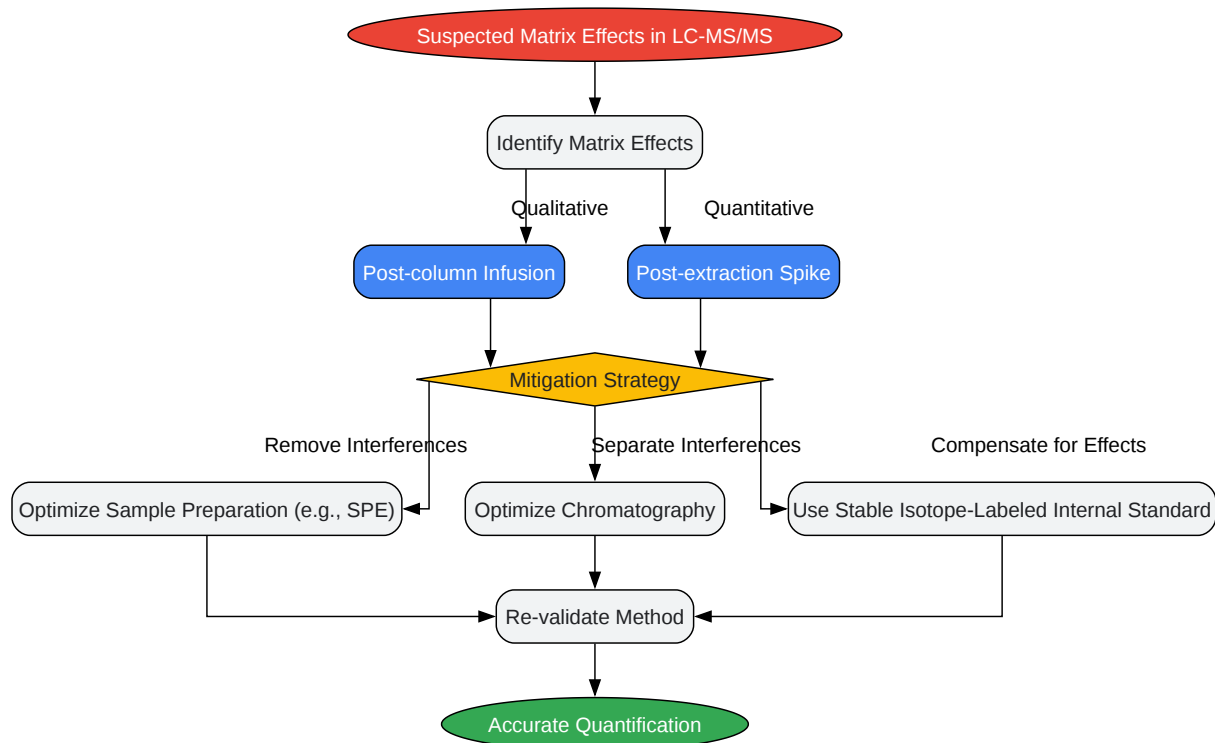 Suspected Matrix Effects in LC-MS/MS
Identify Matrix Effects
Qualitative
Quantitative
Post-column Infusion
Post-extraction Spike
Mitigation Strategy
Remove Interferences
Separate Interferences
Compensate for Effects
Optimize Sample Preparation (e.g., SPE)
Optimize Chromatography
Use Stable Isotope-Labeled Internal Standard
Re-validate Method
Accurate Quantification